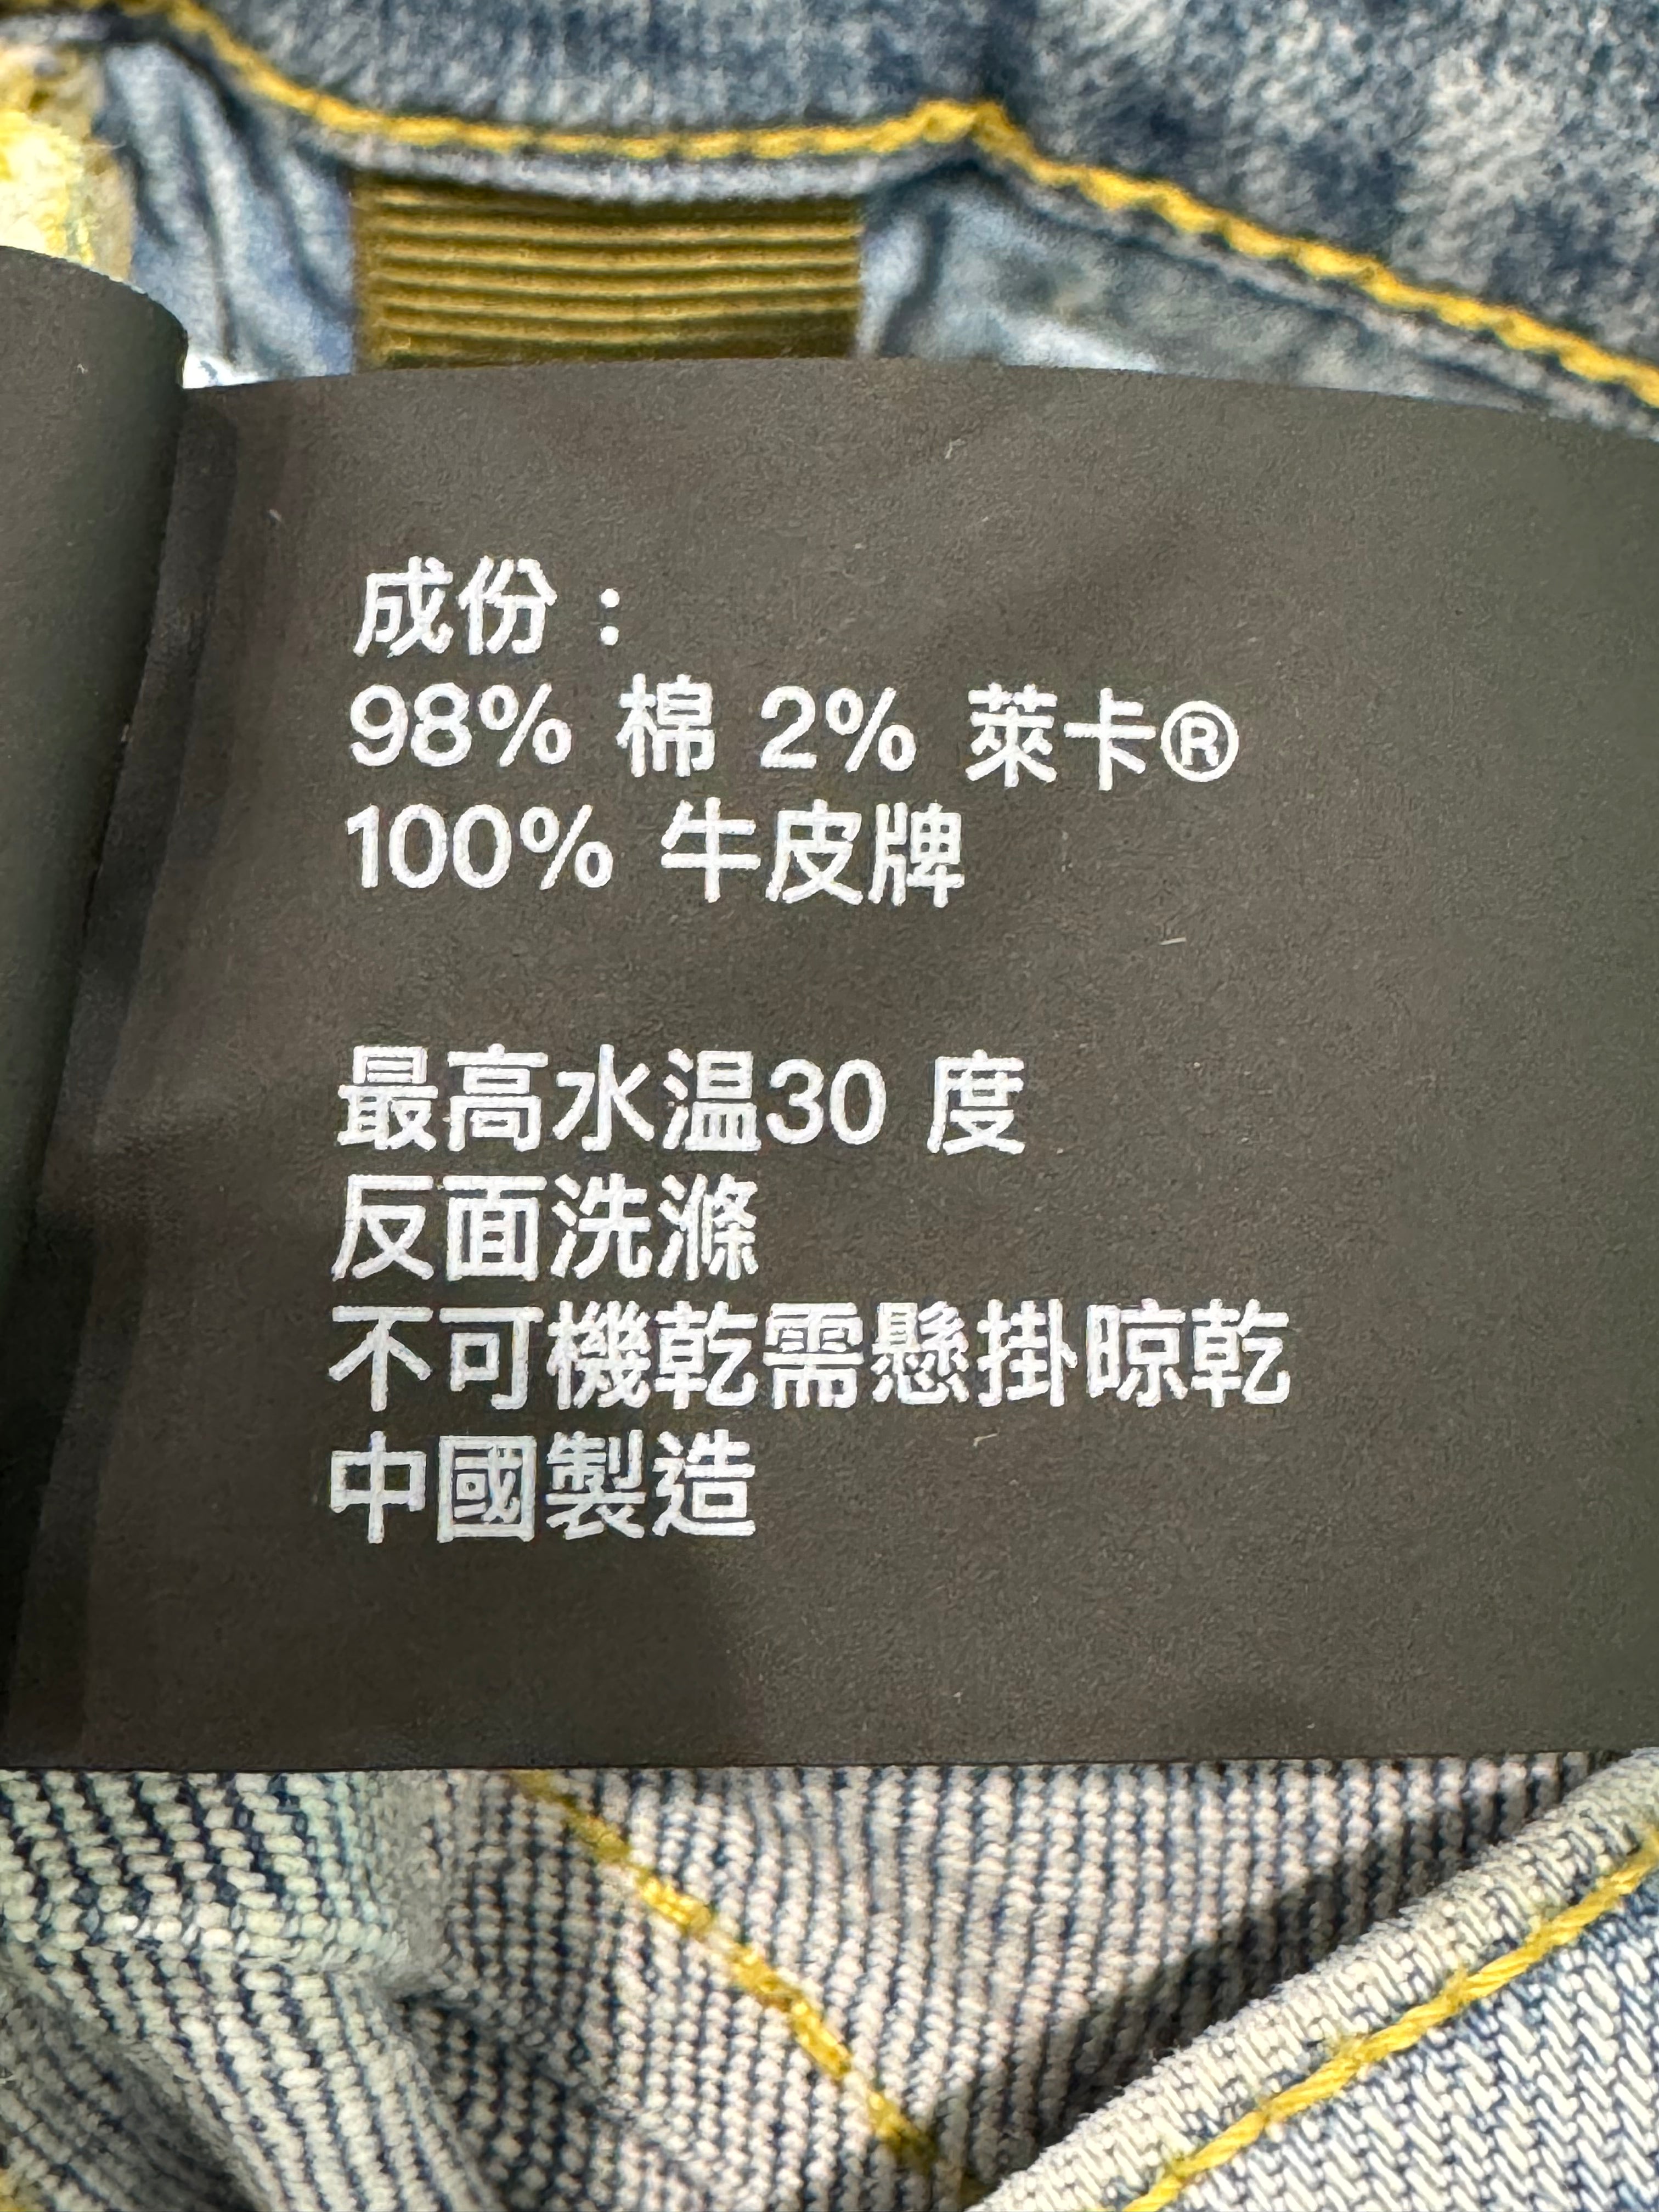 成份：
98% 棉 2% 萊卡®
100% 牛皮牌
最高水温30 度
反面洗滌
不可機乾需懸掛晾乾
中國製造